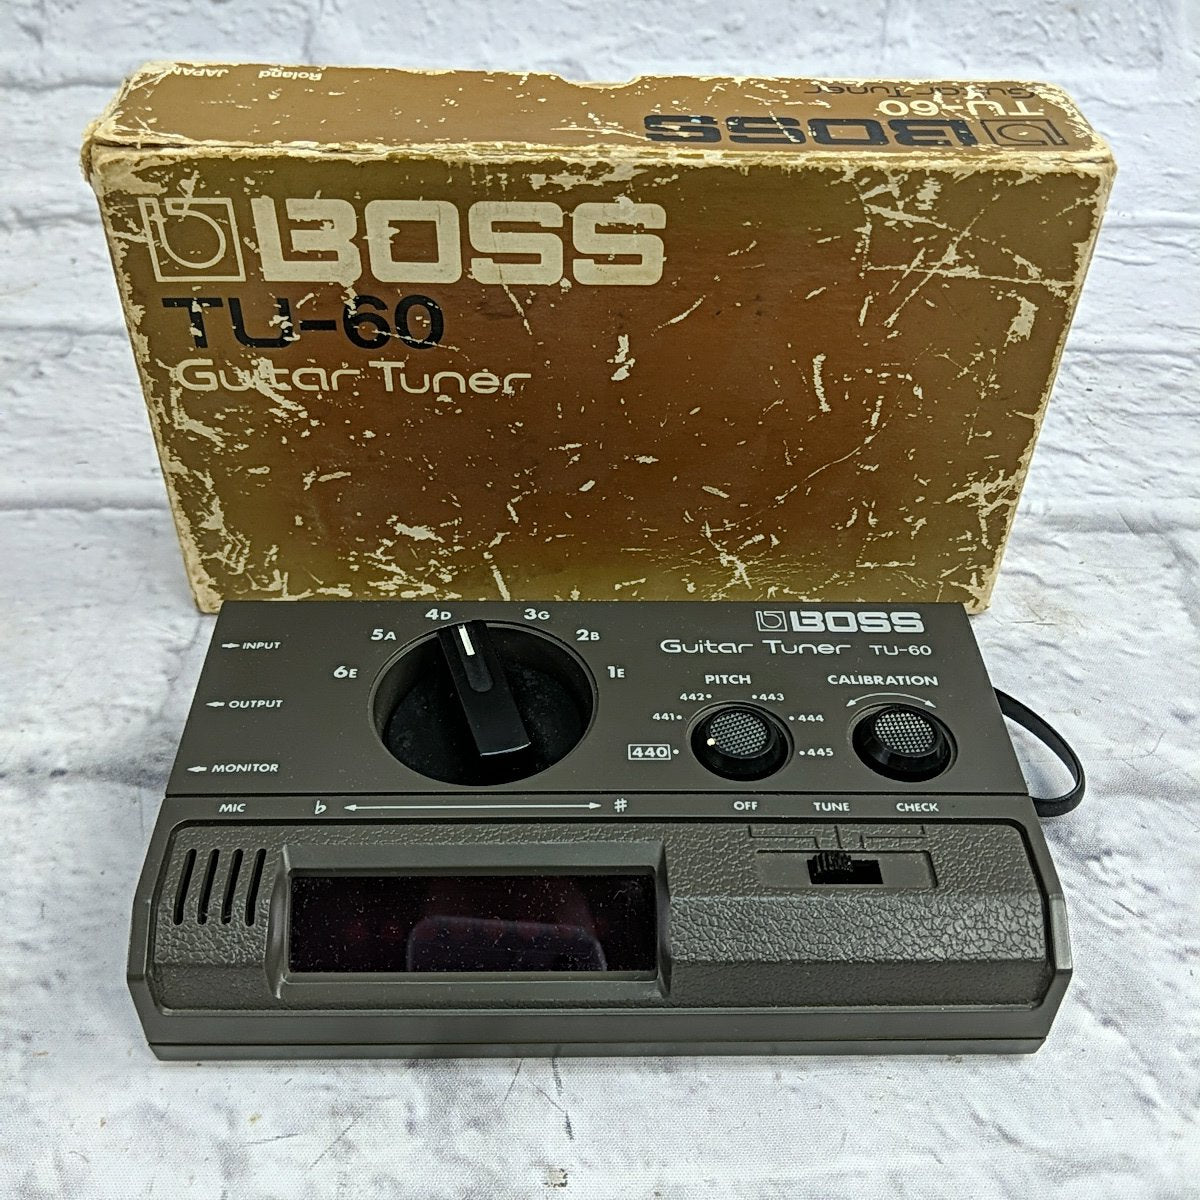 JAPAN Roland
Guitar Tuner
TU-60
BOSS
BOSS
TU-60
Guitar Tuner
4D 3G
5A 2B
6E 1E
INPUT
OUTPUT
MONITOR
BOSS
Guitar Tuner TU-60
PITCH CALIBRATION
442 443
441 444
440 445
MIC ♭ ♯ OFF TUNE CHECK